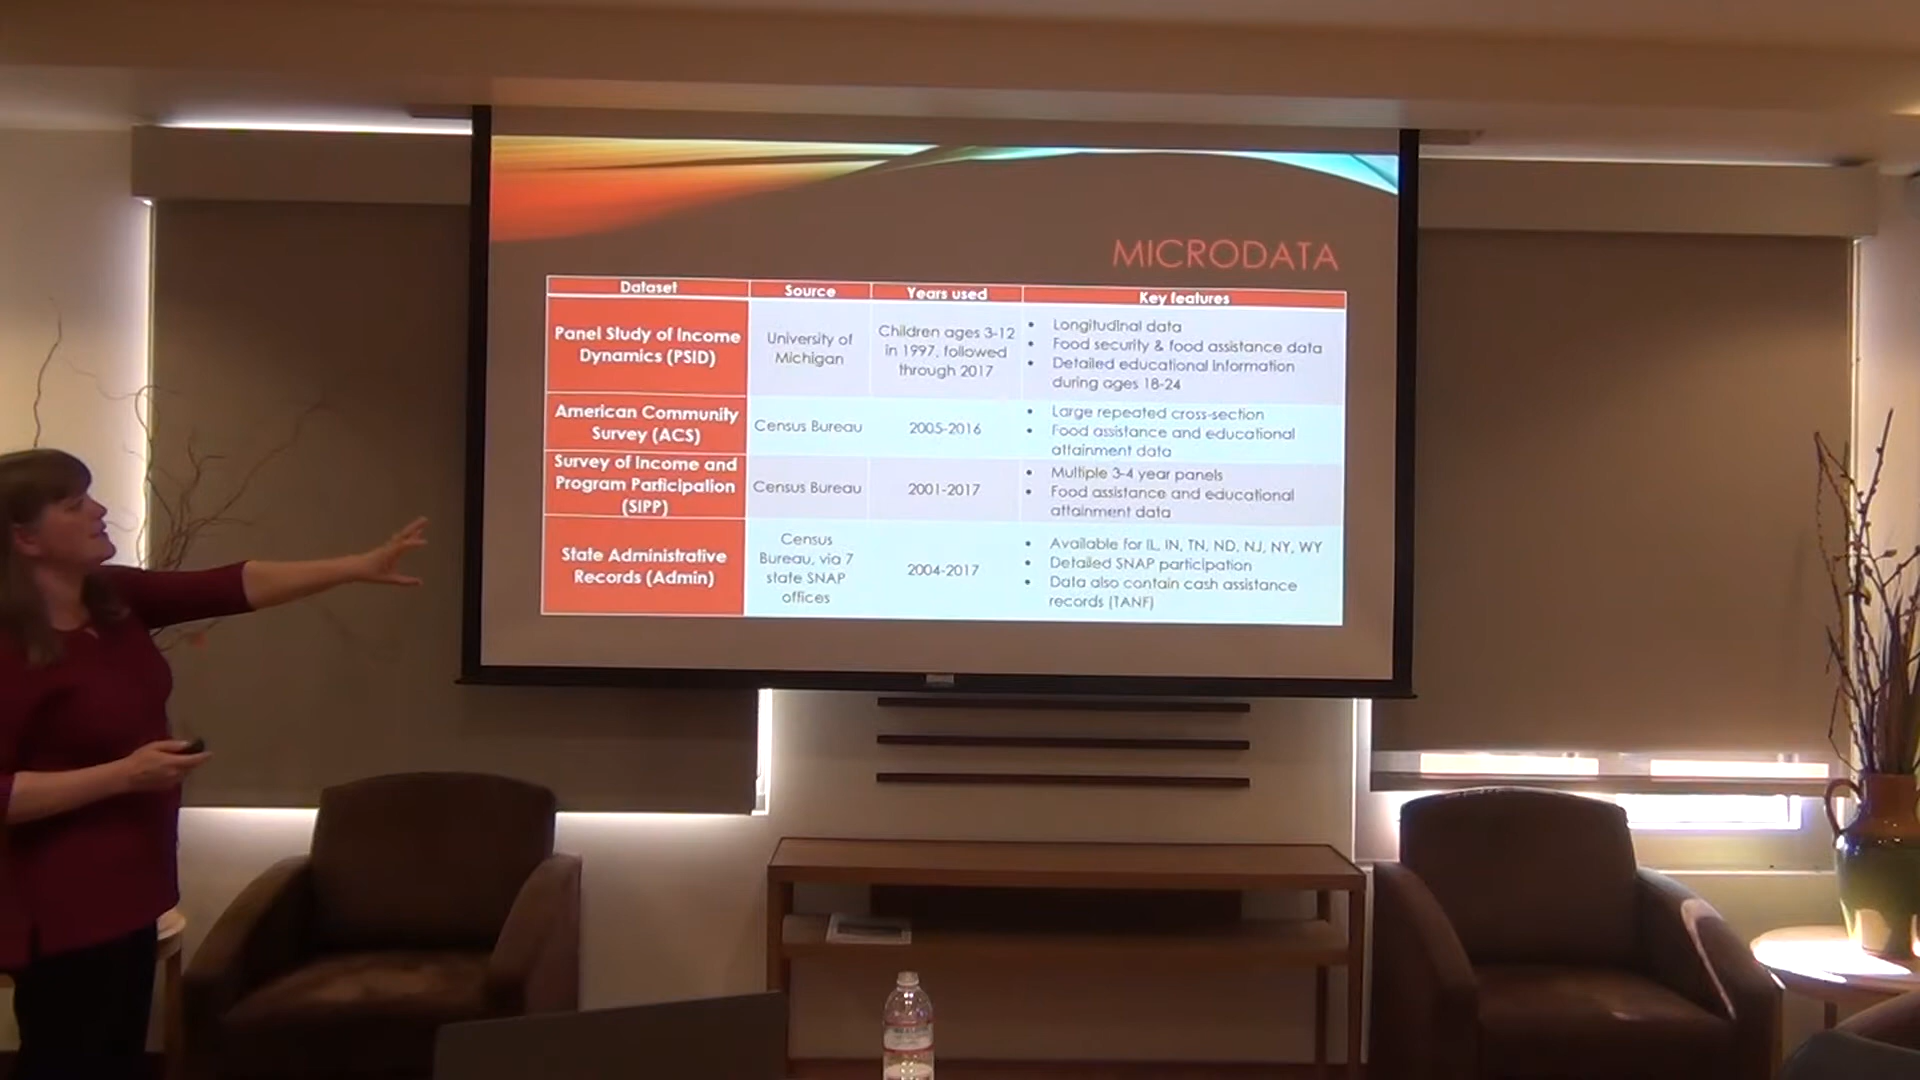 MICRODATA
Dataset
Source
Years used
Key features
Panel Study of Income
Dynamics (PSID)
University of
Michigan
Children ages 3-12
in 1997, followed
through 2017
• Longitudinal data
• Food security & food assistance data
• Detailed educational information
during ages 18-24
American Community
Survey (ACS)
Census Bureau
2005-2016
• Large repeated cross-section
• Food assistance and educational
attainment data
Survey of Income and
Program Participation
(SIPP)
Census Bureau
2001-2017
• Multiple 3-4 year panels
• Food assistance and educational
attainment data
State Administrative
Records (Admin)
Census
Bureau, via 7
state SNAP
offices
2004-2017
• Available for IL, IN, TN, ND, NJ, NY, WY
• Detailed SNAP participation
• Data also contain cash assistance
records (TANF)